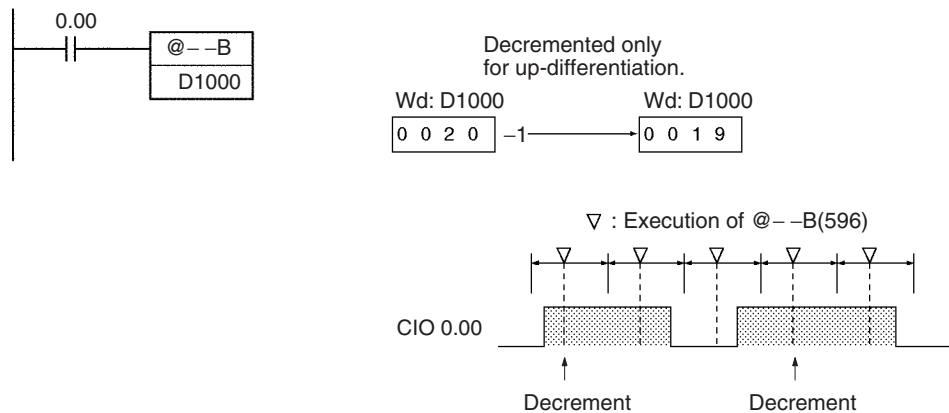 0.00
@– –B
D1000
Decremented only
for up-differentiation.
Wd: D1000
Wd: D1000
0 0 2 0 –1 0 0 1 9
▽ : Execution of @– –B(596)
CIO 0.00
Decrement
Decrement